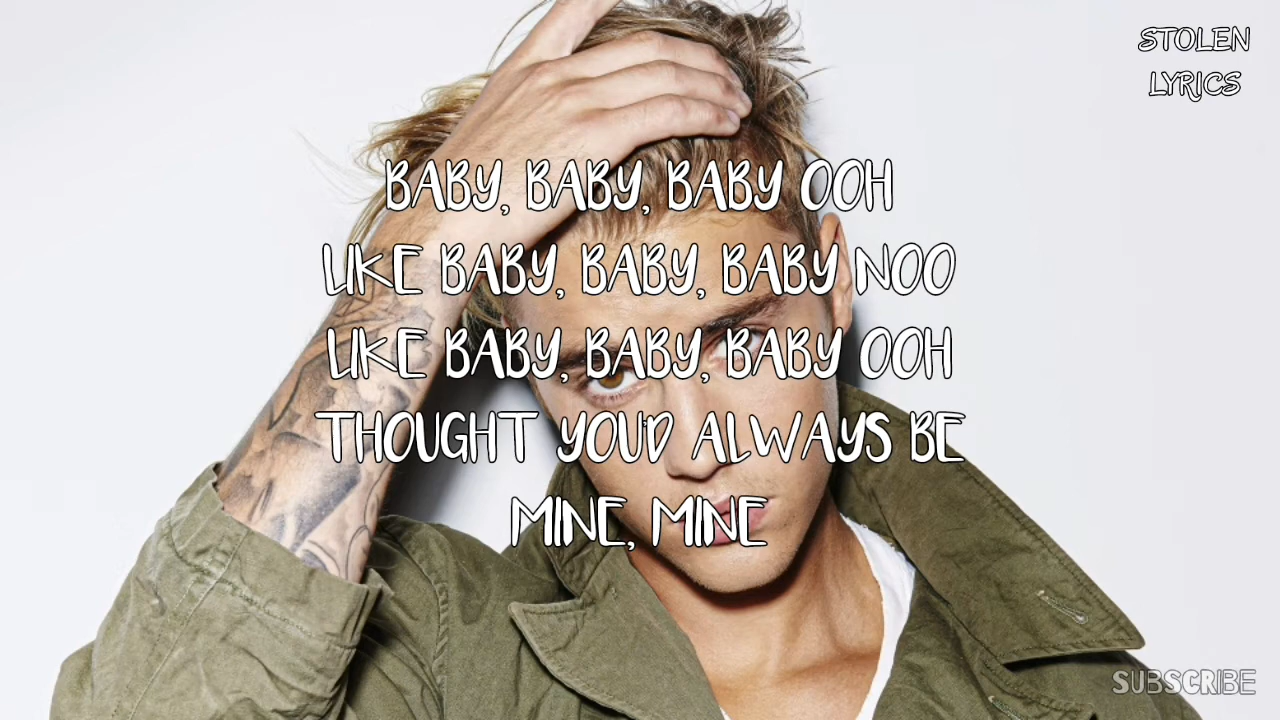 STOLEN
LYRICS
BABY, BABY, BABY OOH
LIKE BABY, BABY, BABY NOO
LIKE BABY, BABY, BABY OOH
THOUGHT YOU'D ALWAYS BE
MINE, MINE
SUBSCRIBE